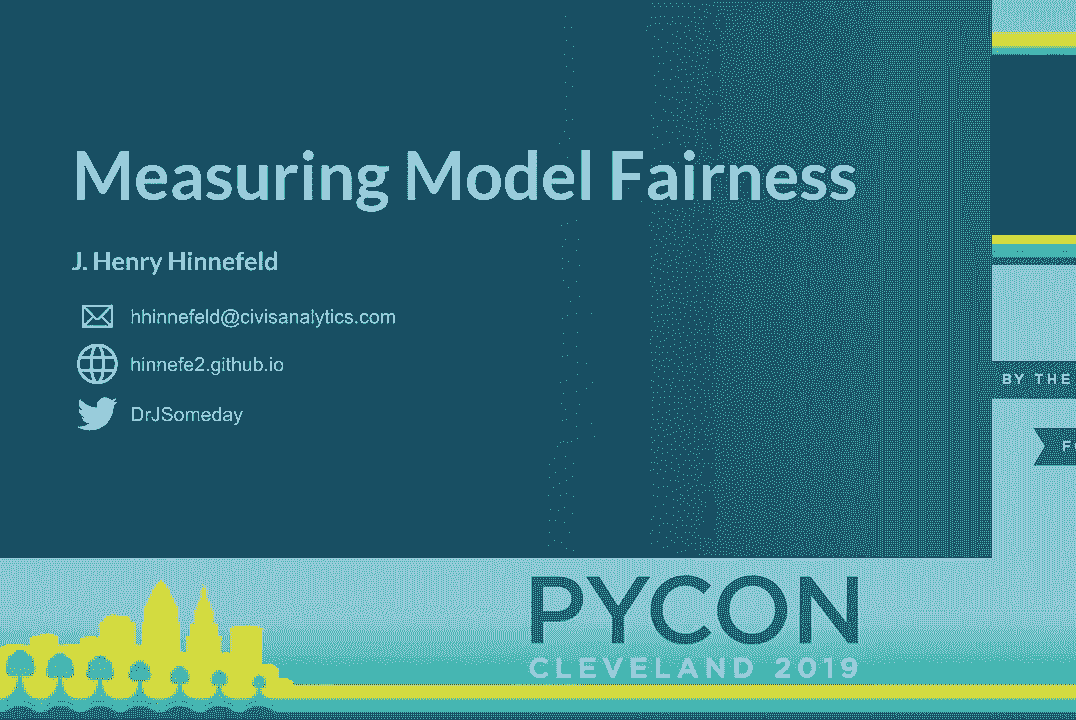 Measuring Model Fairness
J. Henry Hinnefeld
hhinnefeld@civisanalytics.com
hinnefe2.github.io
DrJSomeday
BY THE
PYCON
CLEVELAND 2019